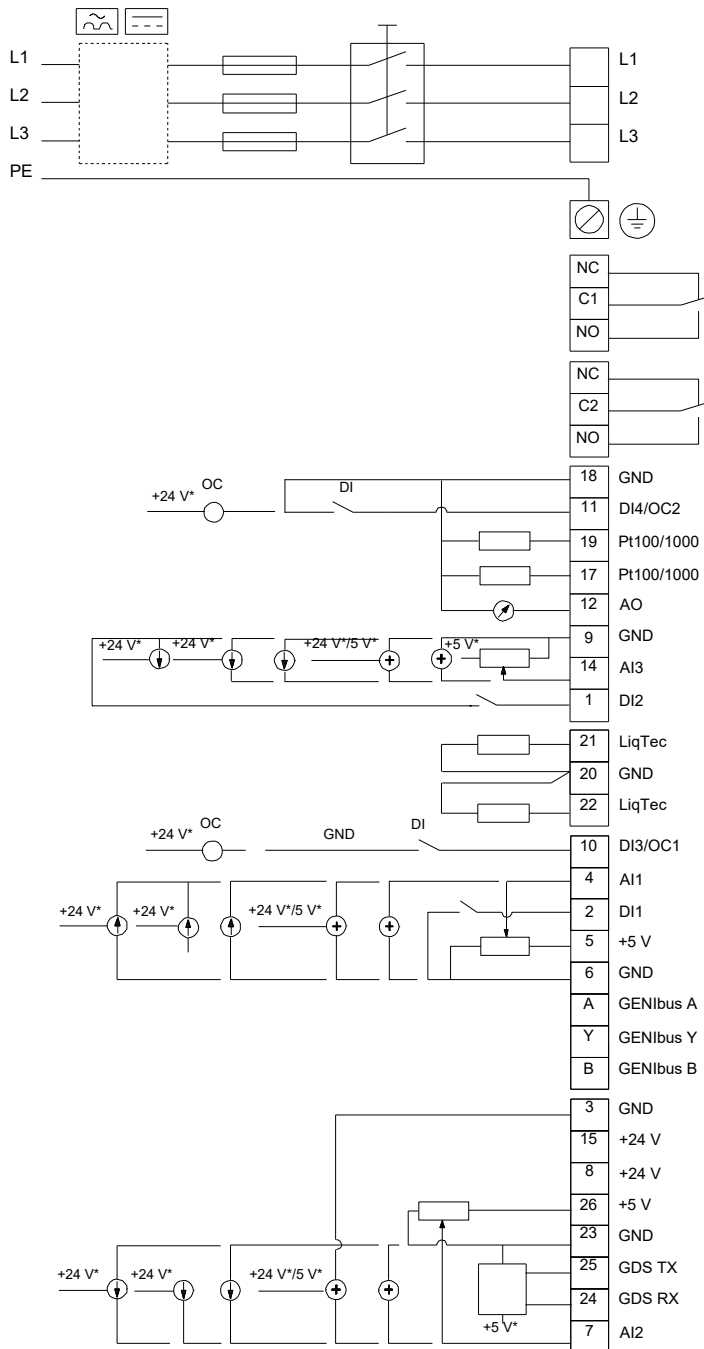 L1 L1
L2 L2
L3 L3
PE
NC
C1
NO
NC
C2
NO
18 GND
+24 V* OC DI 11 DI4/OC2
19 Pt100/1000
17 Pt100/1000
12 AO
9 GND
+24 V* +24 V* +24 V*/5 V* +5 V*
14 AI3
1 DI2
21 LiqTec
20 GND
22 LiqTec
+24 V* OC GND DI 10 DI3/OC1
4 AI1
+24 V* +24 V* +24 V*/5 V* 2 DI1
5 +5 V
6 GND
A GENIbus A
Y GENIbus Y
B GENIbus B
3 GND
15 +24 V
8 +24 V
26 +5 V
23 GND
+24 V* +24 V* +24 V*/5 V* 25 GDS TX
24 GDS RX
+5 V*
7 AI2